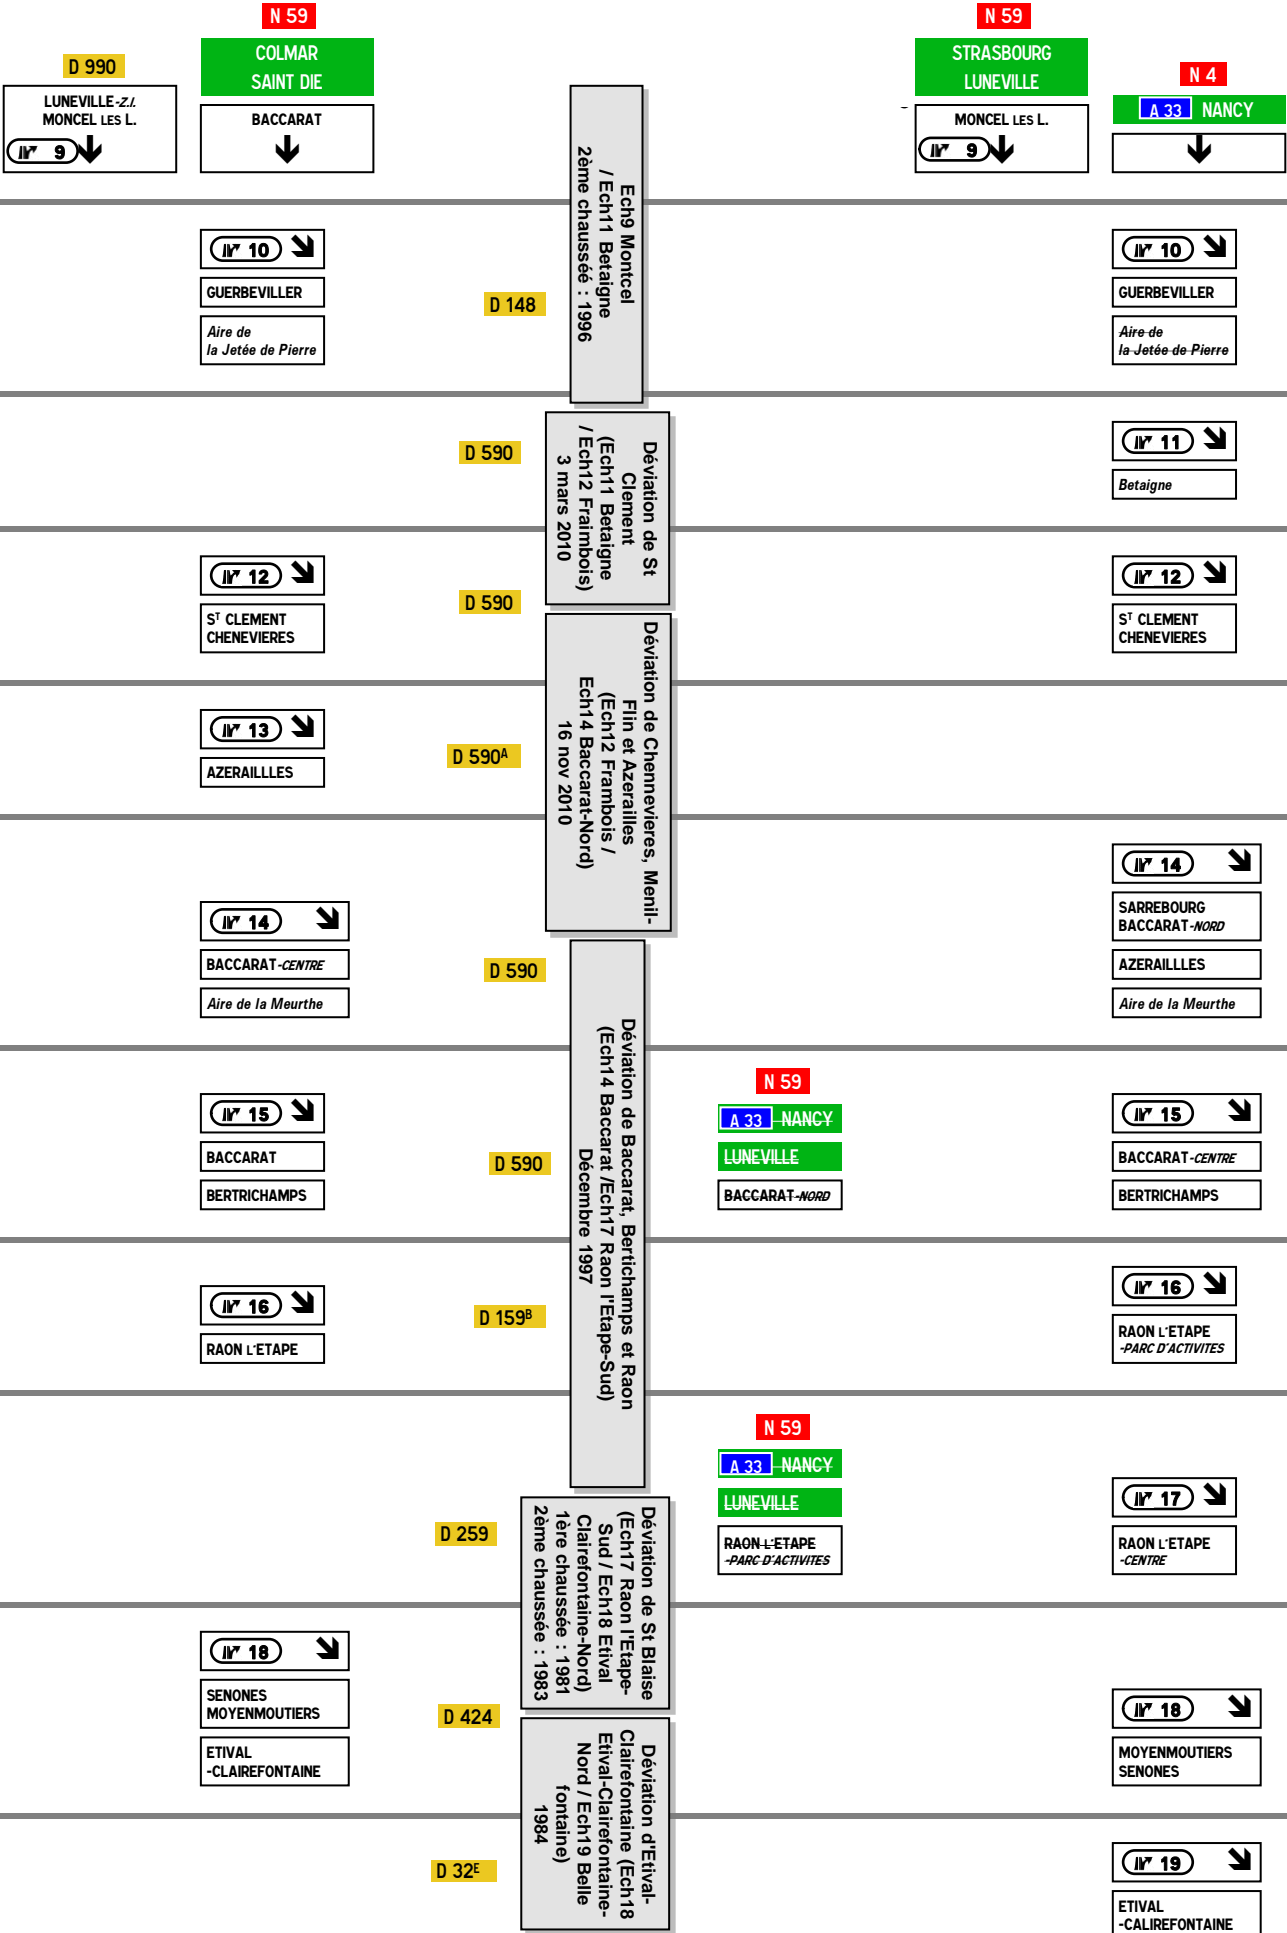 N 59
N 59
D 990
COLMAR
SAINT DIE
STRASBOURG
LUNEVILLE
N 4
LUNEVILLE-Z.I.
MONCEL LES L.
9
BACCARAT
MONCEL LES L.
9
A 33 NANCY
Ech9 Montcel
/ Ech11 Betaigne
2ème chausséé : 1996
10
GUERBEVILLER
Aire de
la Jetée de Pierre
D 148
10
GUERBEVILLER
Aire de
la Jetée de Pierre
D 590
Déviation de St
Clement
(Ech11 Betaigne
/ Ech12 Fraimbois)
3 mars 2010
11
Betaigne
12
ST CLEMENT
CHENEVIERES
D 590
12
ST CLEMENT
CHENEVIERES
Déviation de Chennevieres, Menil-
Flin et Azerailles
(Ech12 Frambois /
Ech14 Baccarat-Nord)
16 nov 2010
13
AZERAILLLES
D 590A
14
BACCARAT-CENTRE
Aire de la Meurthe
D 590
14
SARREBOURG
BACCARAT-NORD
AZERAILLLES
Aire de la Meurthe
Déviation de Baccarat, Bertichamps et Raon
(Ech14 Baccarat /Ech17 Raon l'Etape-Sud)
Décembre 1997
15
BACCARAT
BERTRICHAMPS
D 590
N 59
A 33 NANCY
LUNEVILLE
BACCARAT-NORD
15
BACCARAT-CENTRE
BERTRICHAMPS
16
RAON L'ETAPE
D 159B
16
RAON L'ETAPE
-PARC D'ACTIVITES
D 259
Déviation de St Blaise
(Ech17 Raon l'Etape-
Sud / Ech18 Etival
Clairefontaine-Nord)
1ère chaussée : 1981
2ème chaussée : 1983
N 59
A 33 NANCY
LUNEVILLE
RAON L'ETAPE
-PARC D'ACTIVITES
17
RAON L'ETAPE
-CENTRE
18
SENONES
MOYENMOUTIERS
ETIVAL
-CLAIREFONTAINE
D 424
18
MOYENMOUTIERS
SENONES
Déviation d'Etival-
Clairefontaine (Ech18
Etival-Clairefontaine-
Nord / Ech19 Belle
fontaine)
1984
D 32E
19
ETIVAL
-CALIREFONTAINE